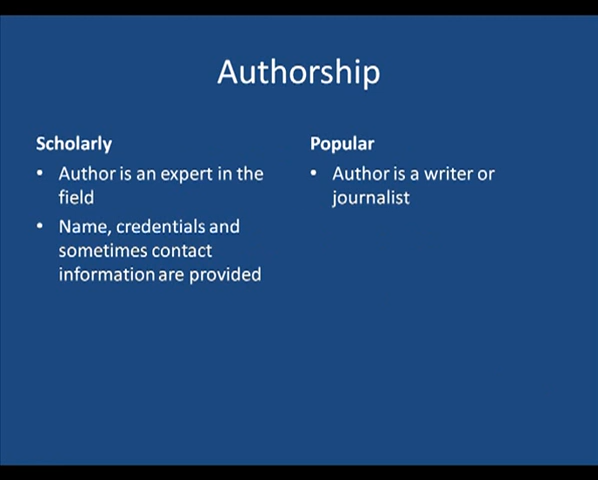 Authorship
Scholarly
• Author is an expert in the
field
• Name, credentials and
sometimes contact
information are provided
Popular
• Author is a writer or
journalist